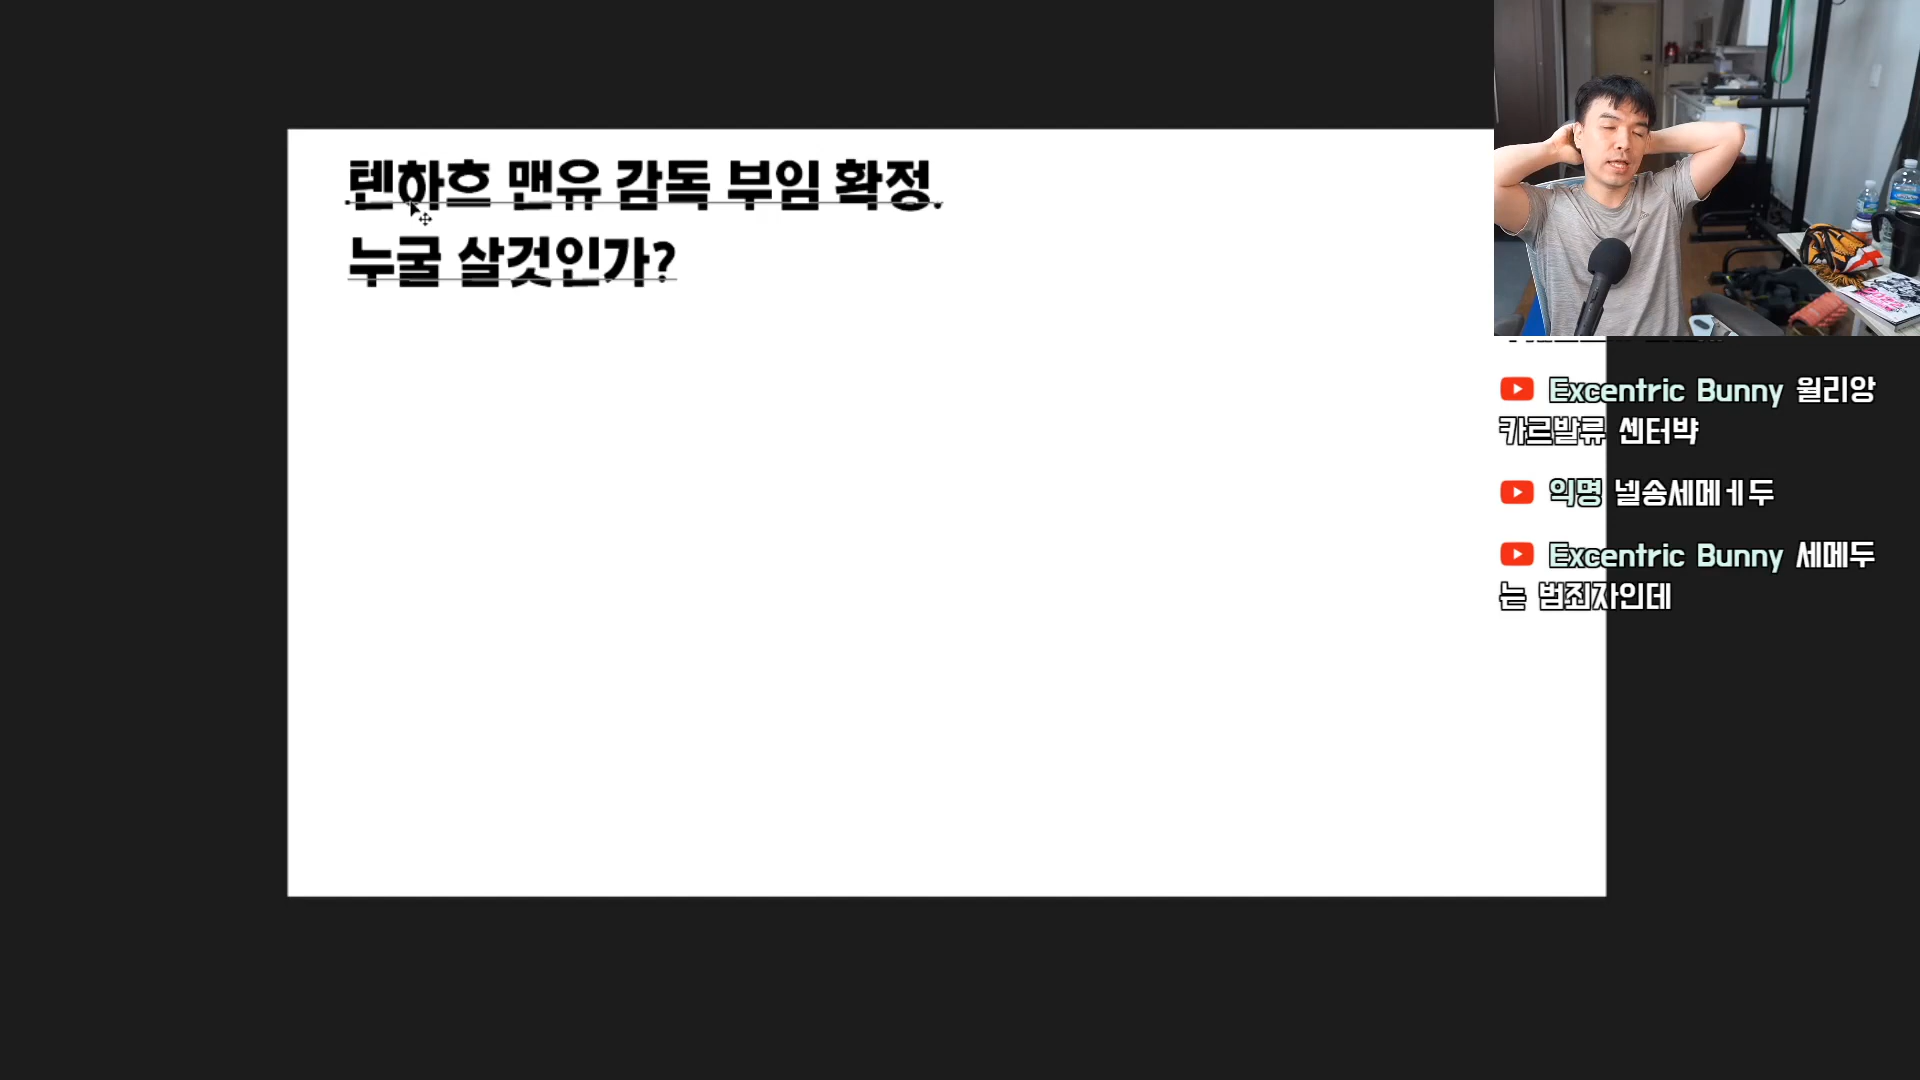 텐하흐 맨유 감독 부임 확정.
누굴 살것인가?
Excentric Bunny 윌리앙
카르발류 센터뱍
익명 넬송세메ㅔ두
Excentric Bunny 세메두
는 범죄자인데